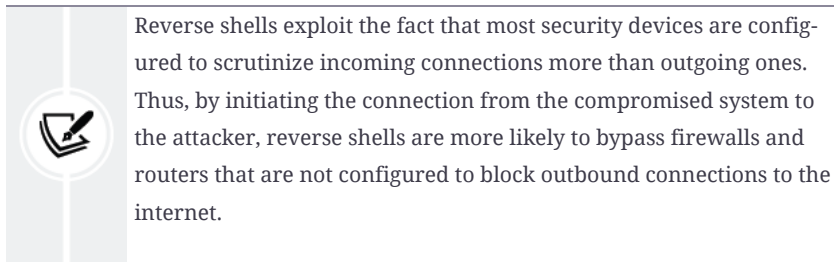 Reverse shells exploit the fact that most security devices are config-
ured to scrutinize incoming connections more than outgoing ones.
Thus, by initiating the connection from the compromised system to
the attacker, reverse shells are more likely to bypass firewalls and
routers that are not configured to block outbound connections to the
internet.